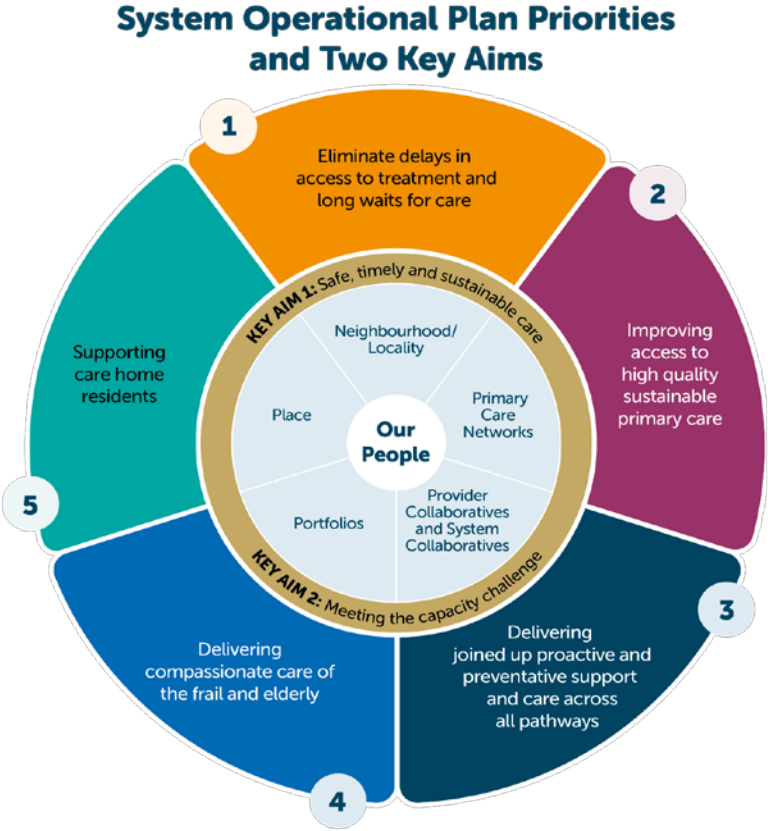 System Operational Plan Priorities
and Two Key Aims
1
Eliminate delays in
access to treatment and
long waits for care
2
Improving
access to
high quality
sustainable
primary care
3
Delivering
joined up proactive and
preventative support
and care across
all pathways
4
Delivering
compassionate care of
the frail and elderly
5
Supporting
care home
residents
KEY AIM 1: Safe, timely and sustainable care
Neighbourhood/
Locality
Primary
Care
Networks
Provider
Collaboratives
and System
Collaboratives
Portfolios
Place
Our
People
KEY AIM 2: Meeting the capacity challenge